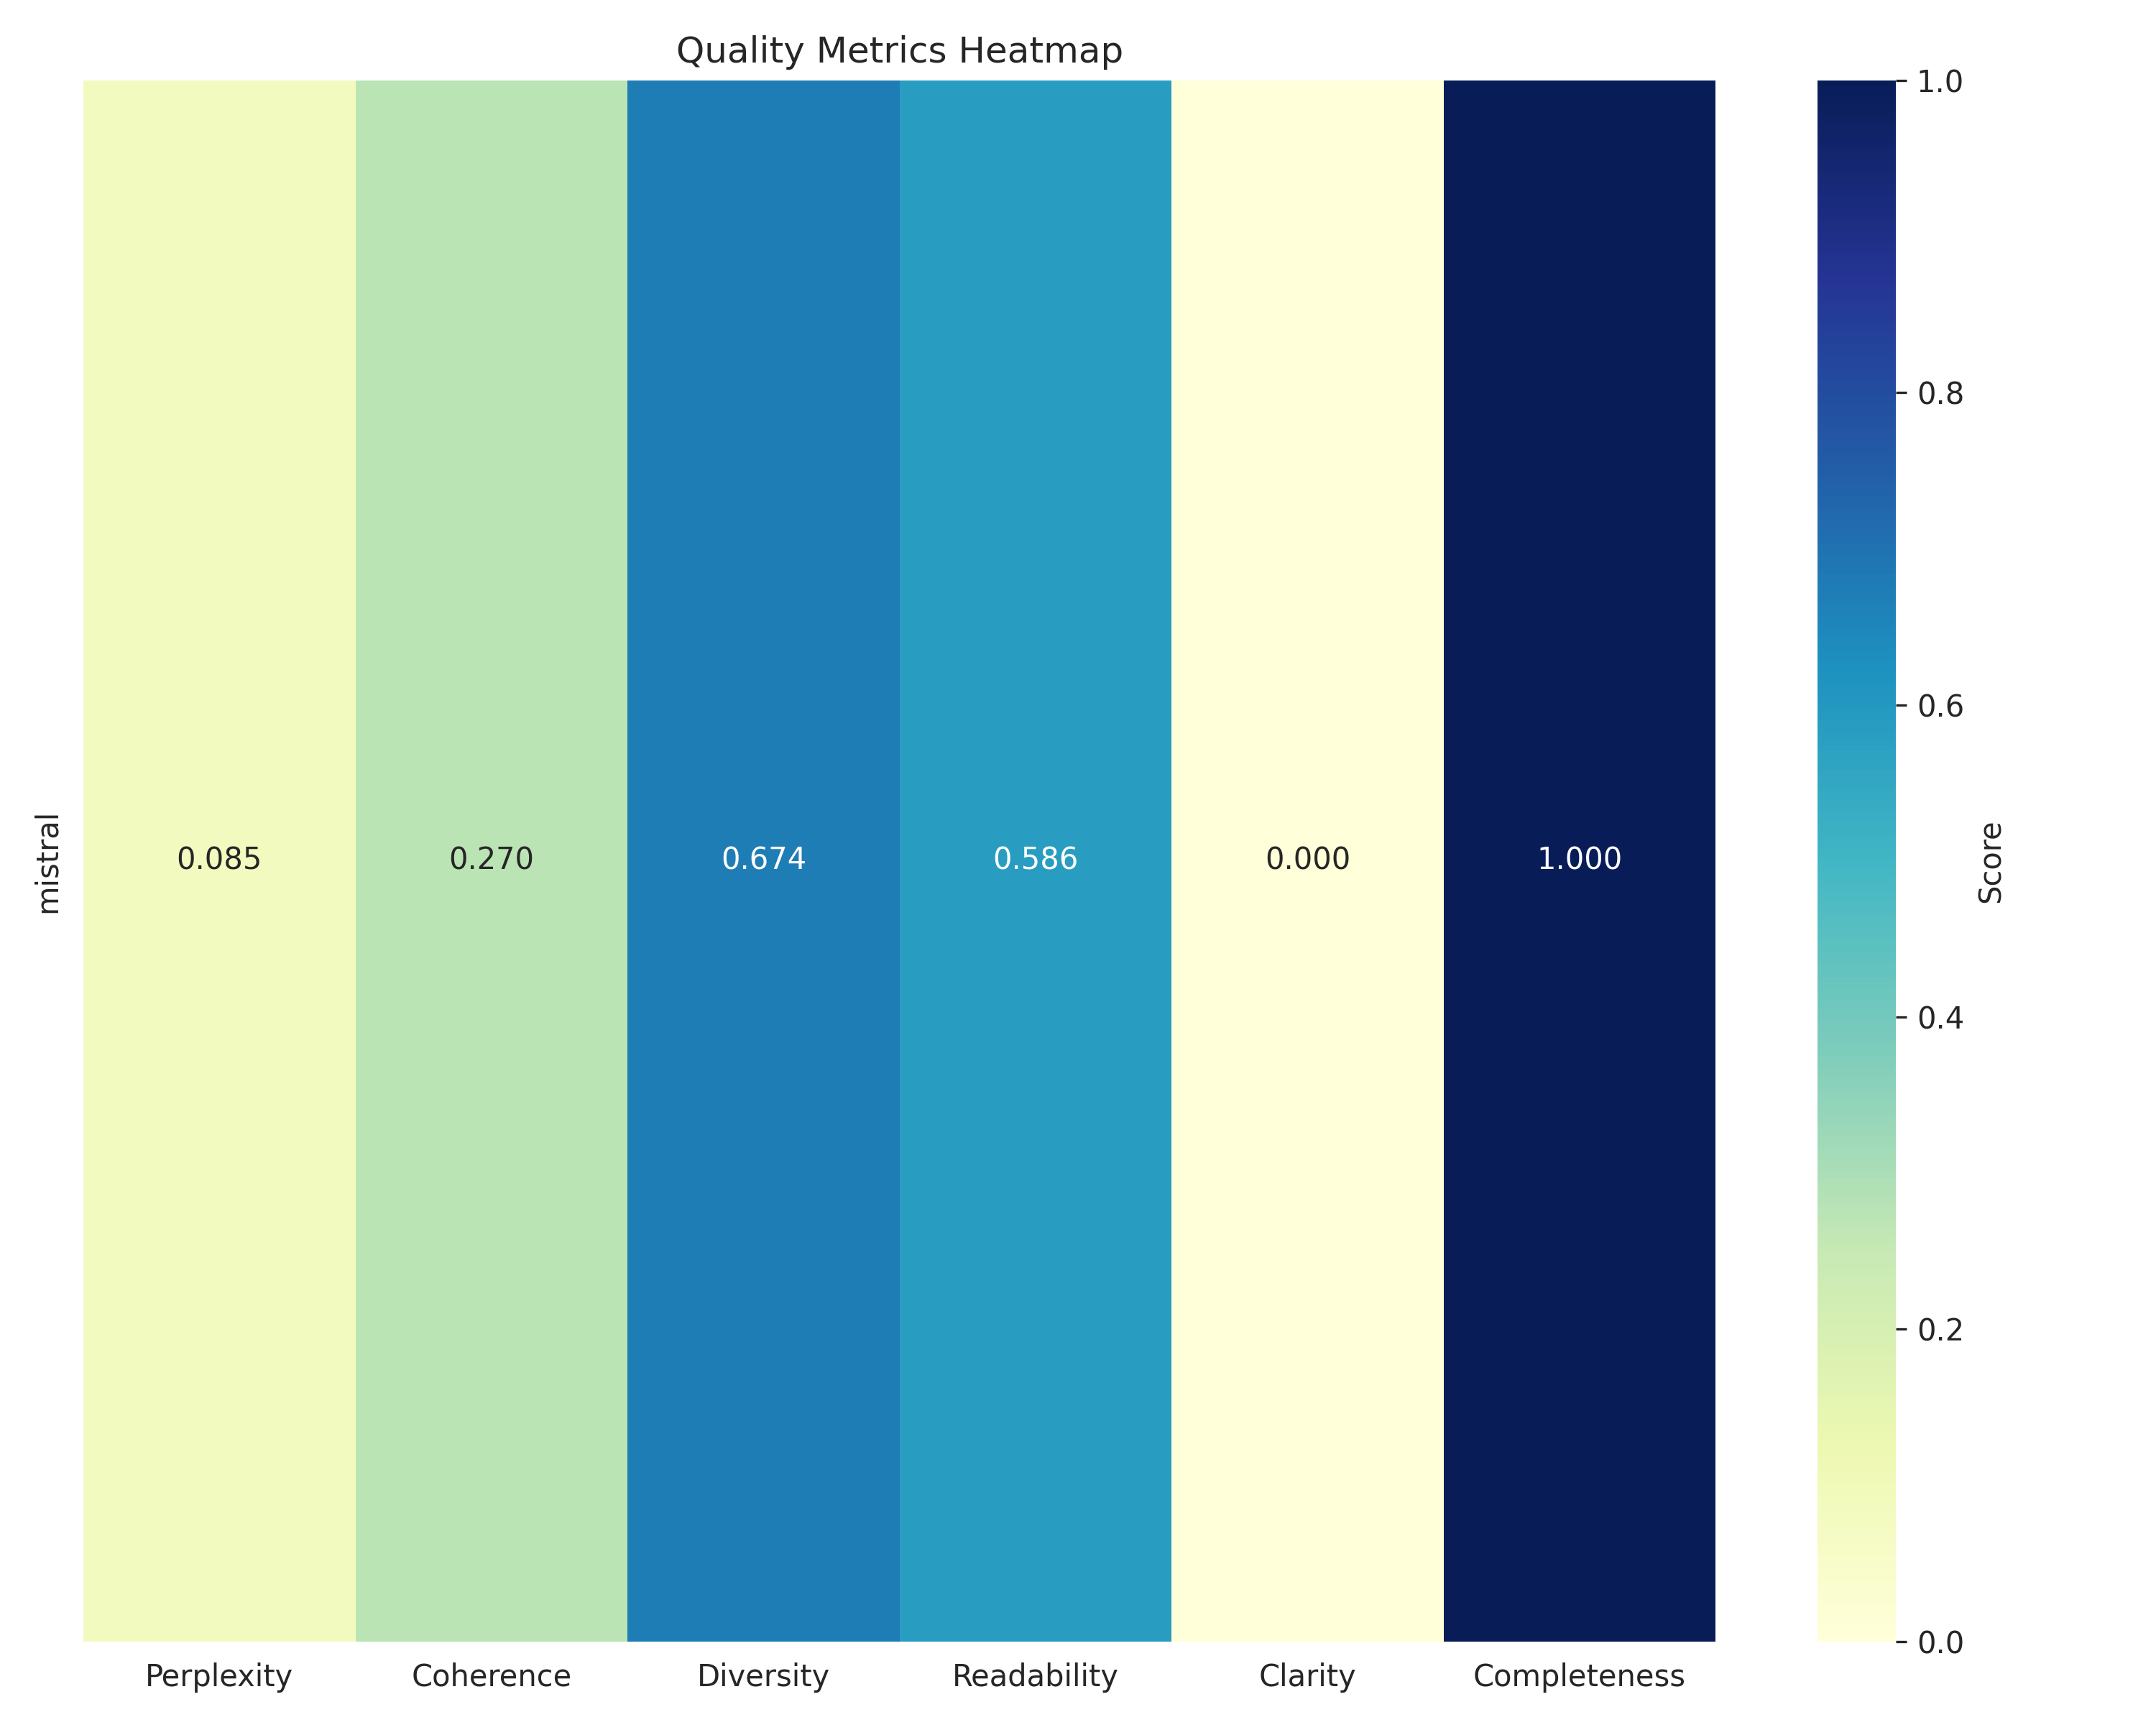 Quality Metrics Heatmap
mistral
0.085 0.270 0.674 0.586 0.000 1.000
Perplexity Coherence Diversity Readability Clarity Completeness
1.0
0.8
0.6
0.4
0.2
0.0
Score